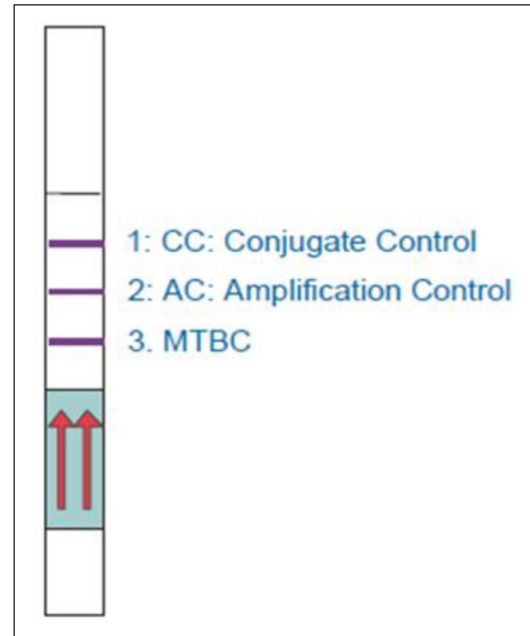 1: CC: Conjugate Control
2: AC: Amplification Control
3. MTBC